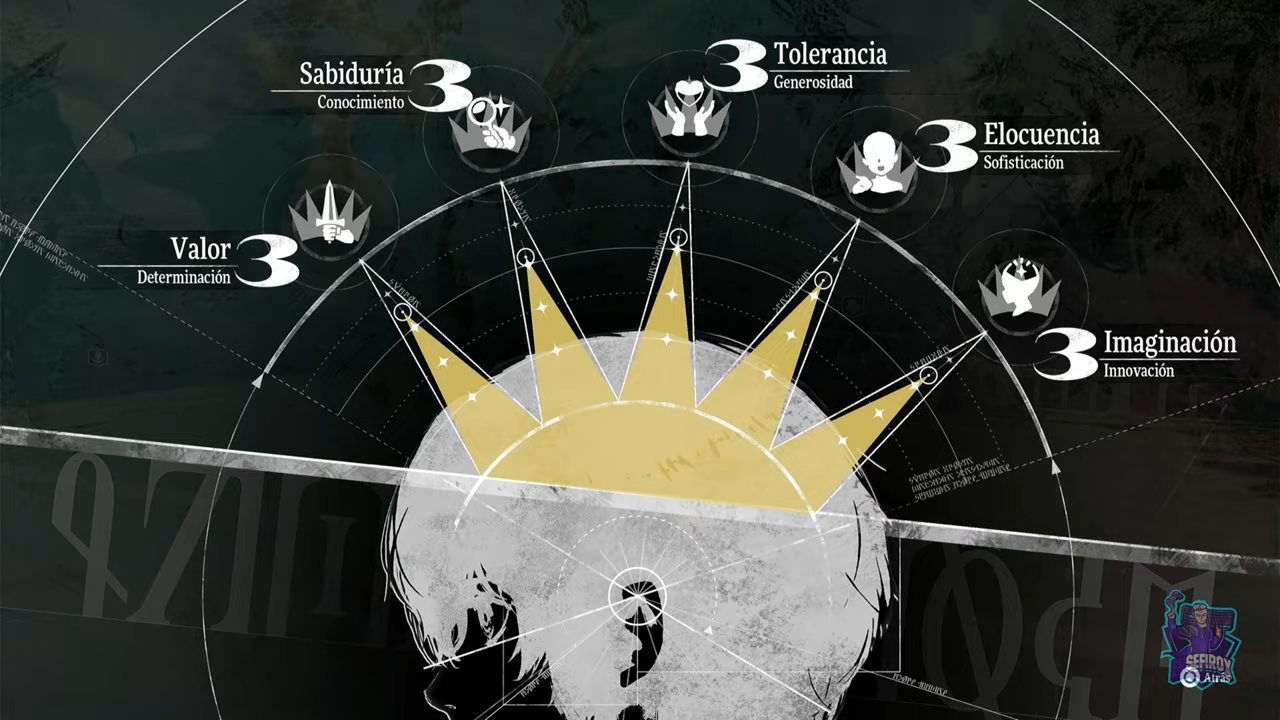 Tolerancia
3
Generosidad
Sabiduría
3
Conocimiento
Elocuencia
3
Sofisticación
Valor
3
Determinación
Imaginación
3
Innovación
SEFIROX
Atrás